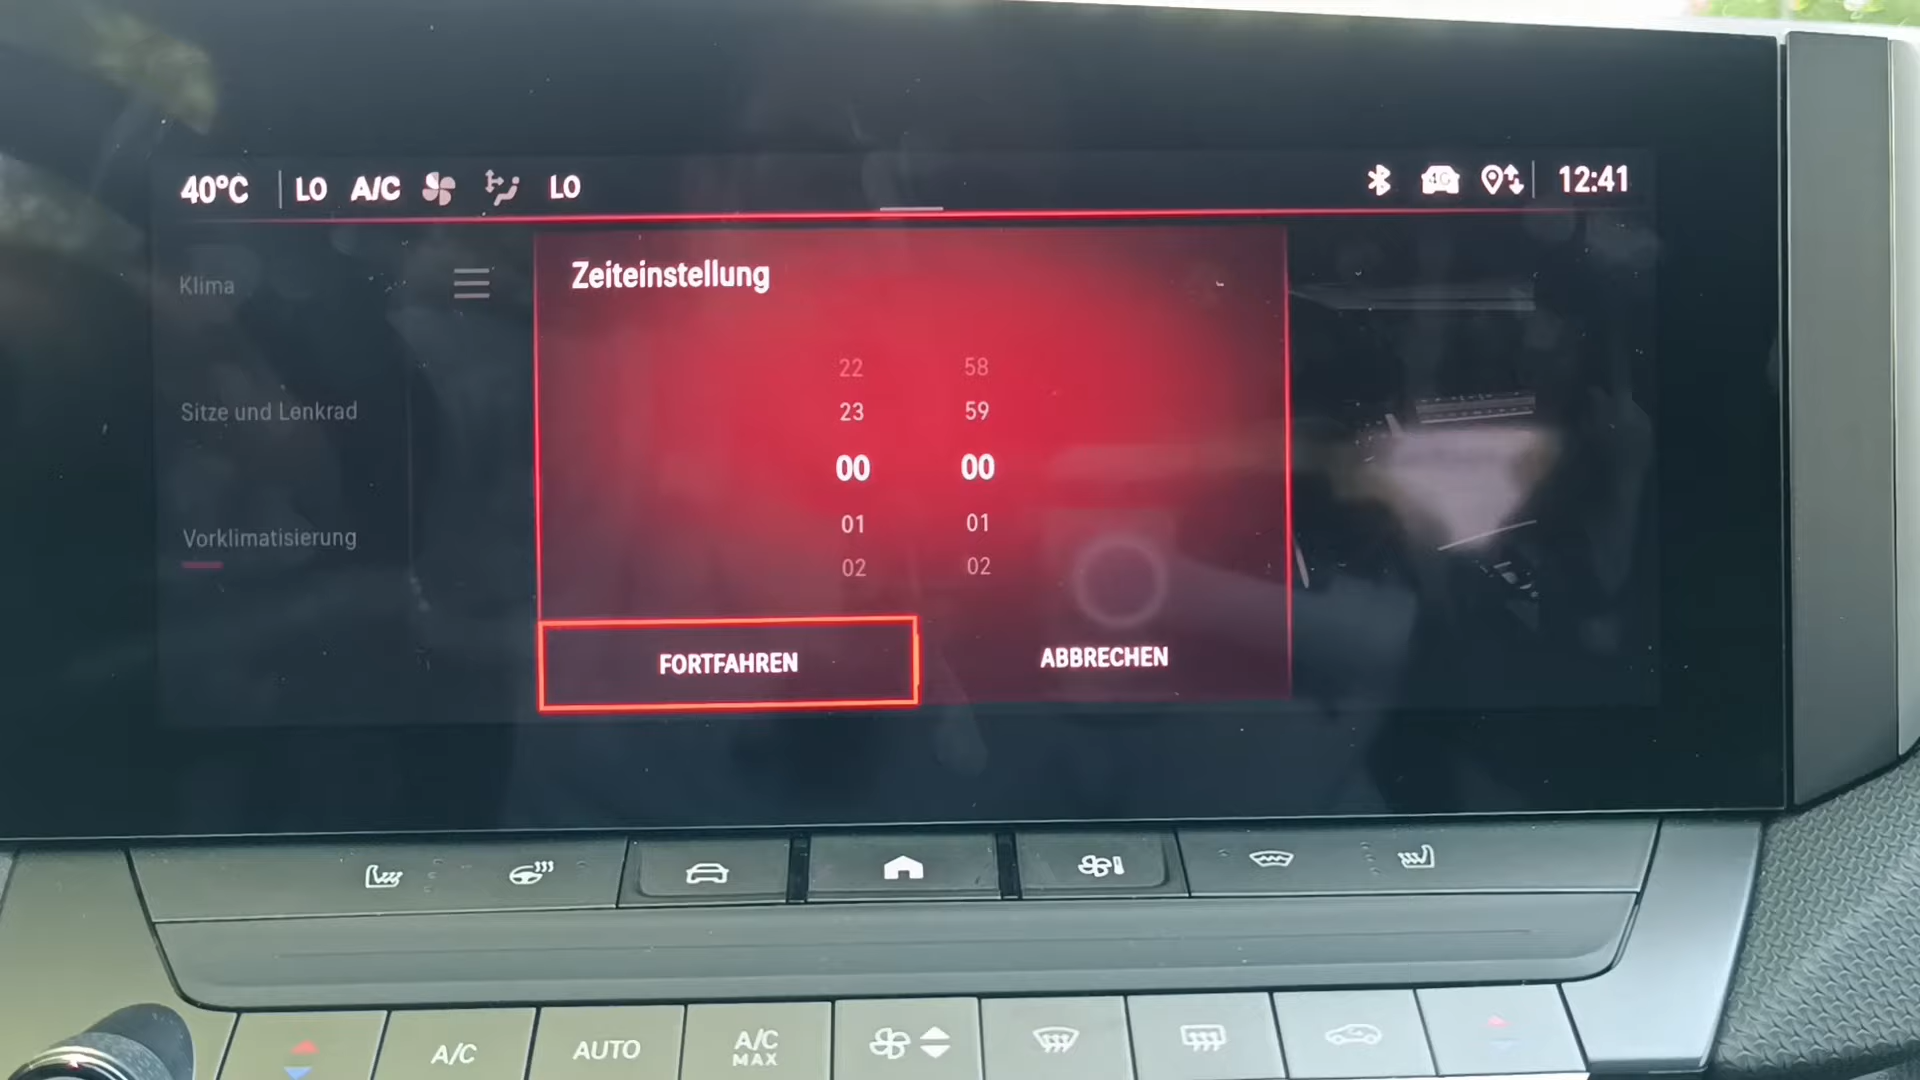 40°C LO A/C LO 4G 12:41
Klima
Zeiteinstellung
22 58
23 59
Sitze und Lenkrad
00 00
01 01
Vorklimatisierung
02 02
FORTFAHREN ABBRECHEN
A/C AUTO A/C MAX